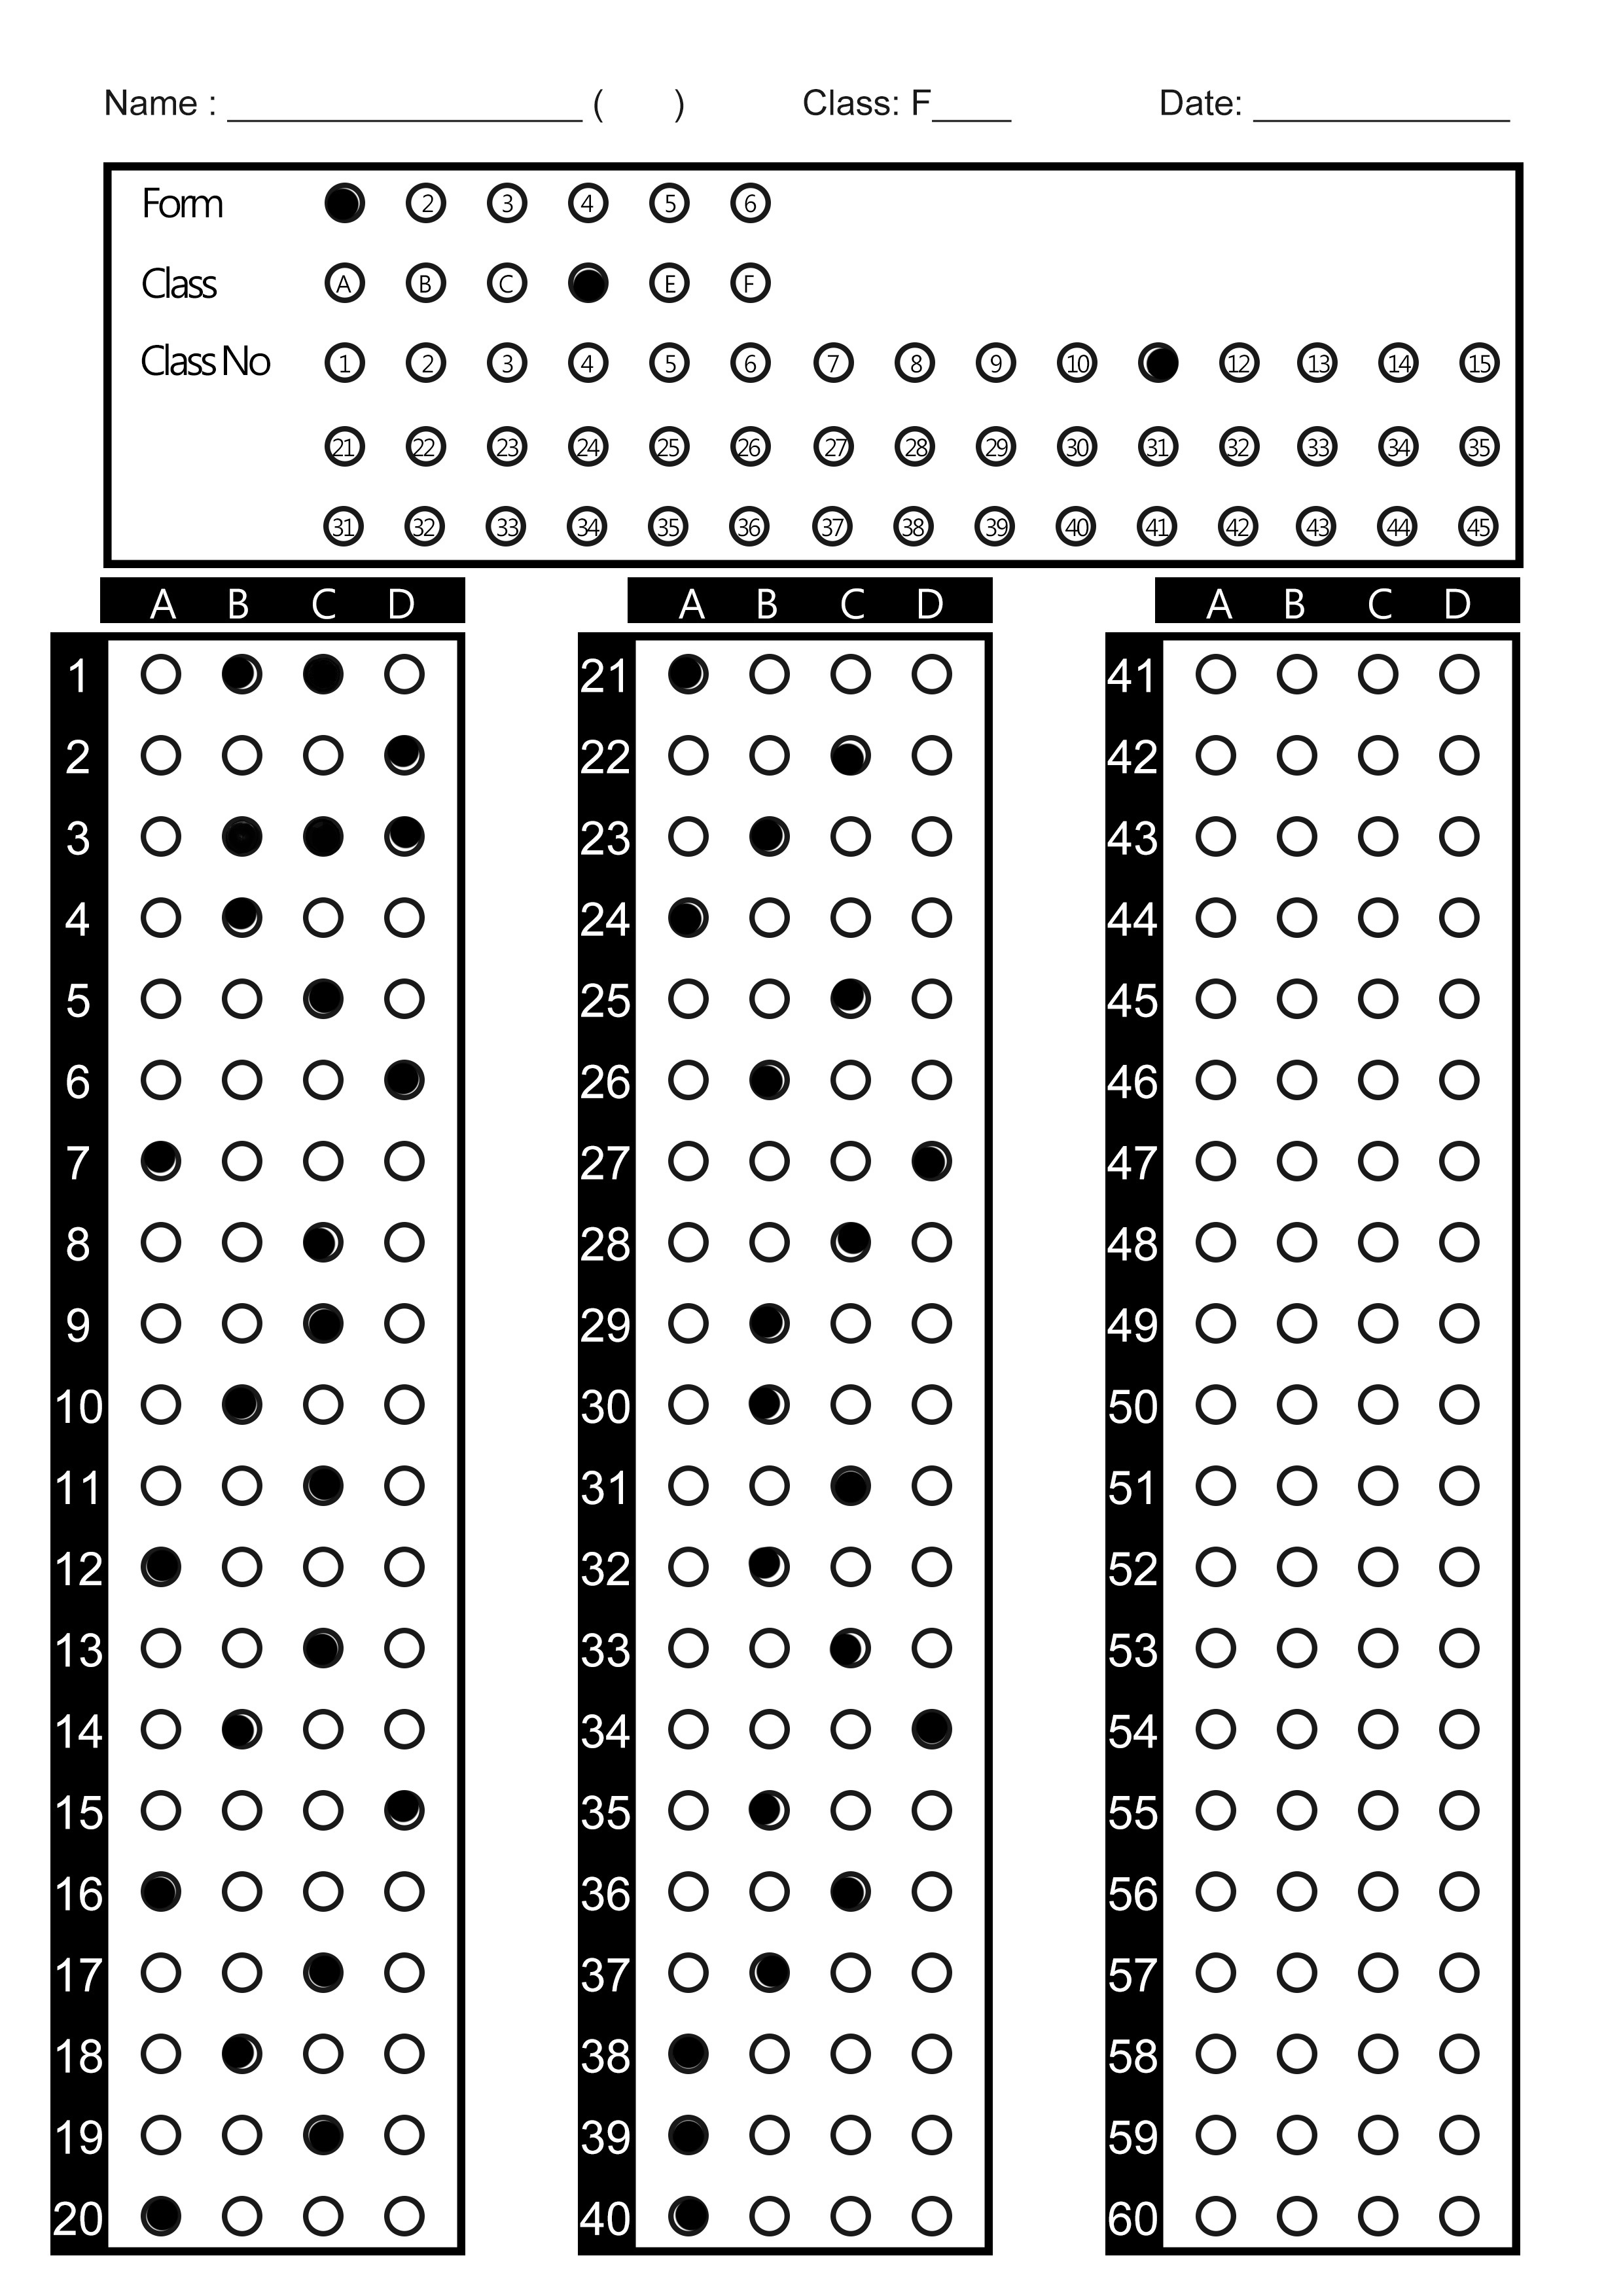 Name : ____________________ (      )      Class: F____      Date: ______________
Form 2 3 4 5 6
Class A B C E F
Class No 1 2 3 4 5 6 7 8 9 10 12 13 14 15
21 22 23 24 25 26 27 28 29 30 31 32 33 34 35
31 32 33 34 35 36 37 38 39 40 41 42 43 44 45
A B C D A B C D A B C D
1 21 41
2 22 42
3 23 43
4 24 44
5 25 45
6 26 46
7 27 47
8 28 48
9 29 49
10 30 50
11 31 51
12 32 52
13 33 53
14 34 54
15 35 55
16 36 56
17 37 57
18 38 58
19 39 59
20 40 60